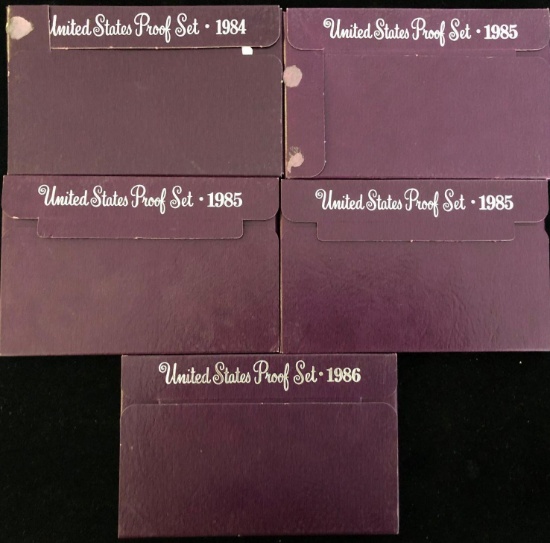 United States Proof Set · 1984
United States Proof Set · 1985
United States Proof Set · 1985
United States Proof Set · 1985
United States Proof Set · 1986